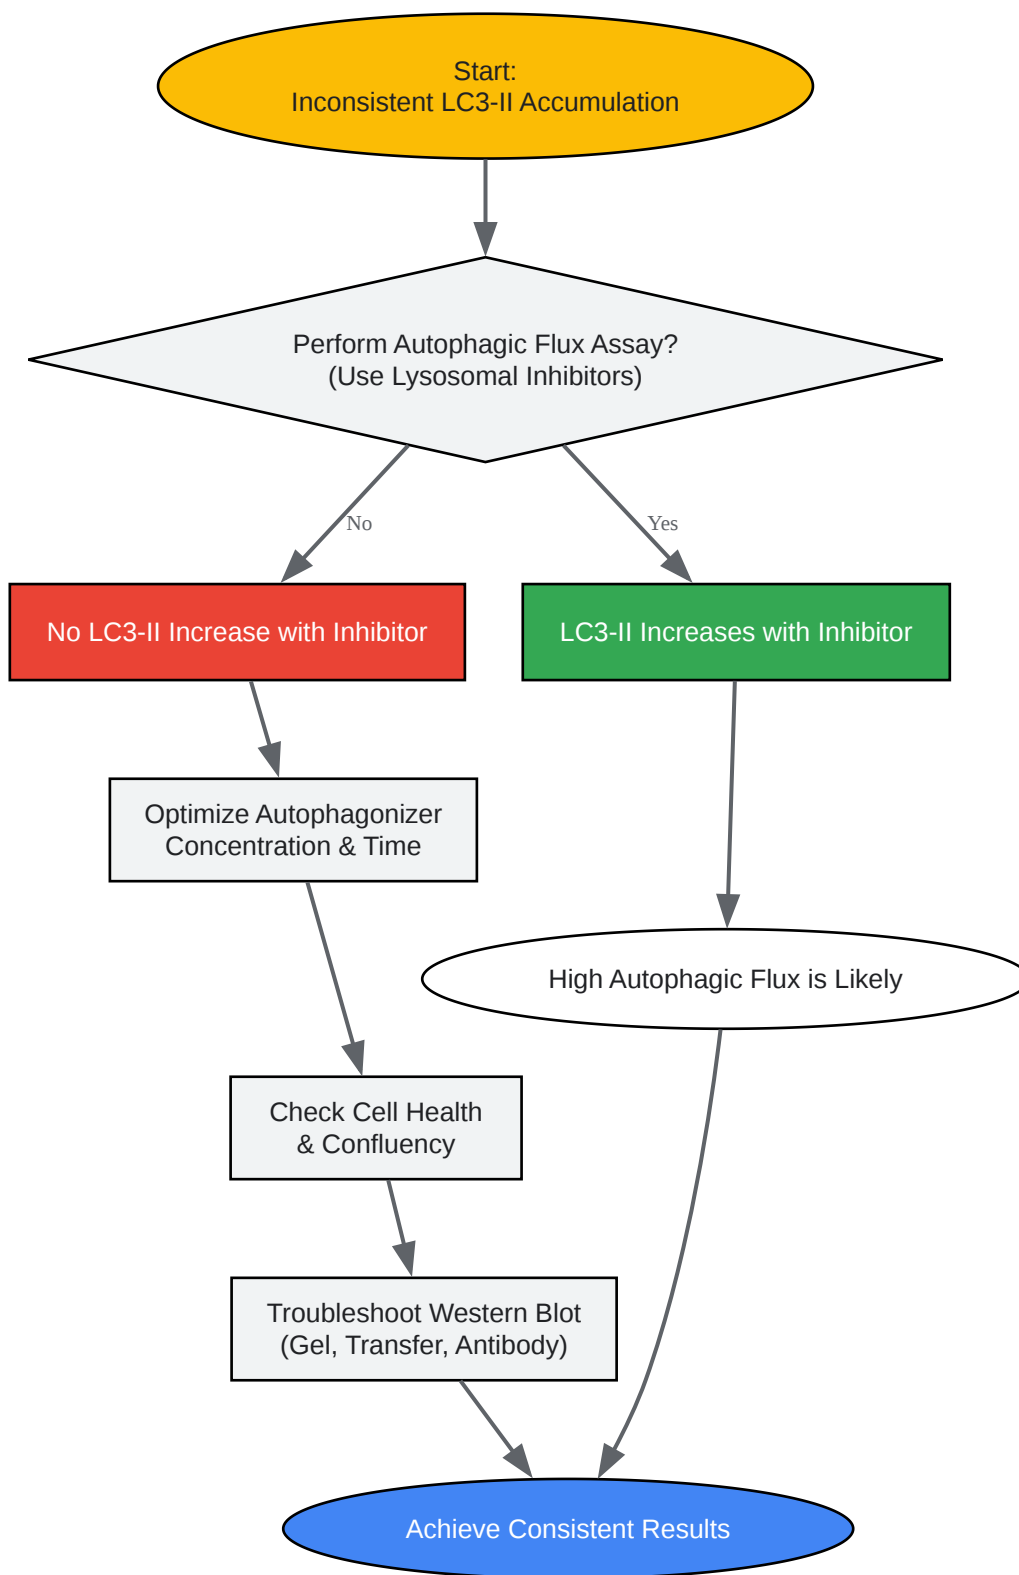 Start:
Inconsistent LC3-II Accumulation
Perform Autophagic Flux Assay?
(Use Lysosomal Inhibitors)
No
Yes
No LC3-II Increase with Inhibitor
LC3-II Increases with Inhibitor
Optimize Autophagonizer
Concentration & Time
High Autophagic Flux is Likely
Check Cell Health
& Confluency
Troubleshoot Western Blot
(Gel, Transfer, Antibody)
Achieve Consistent Results